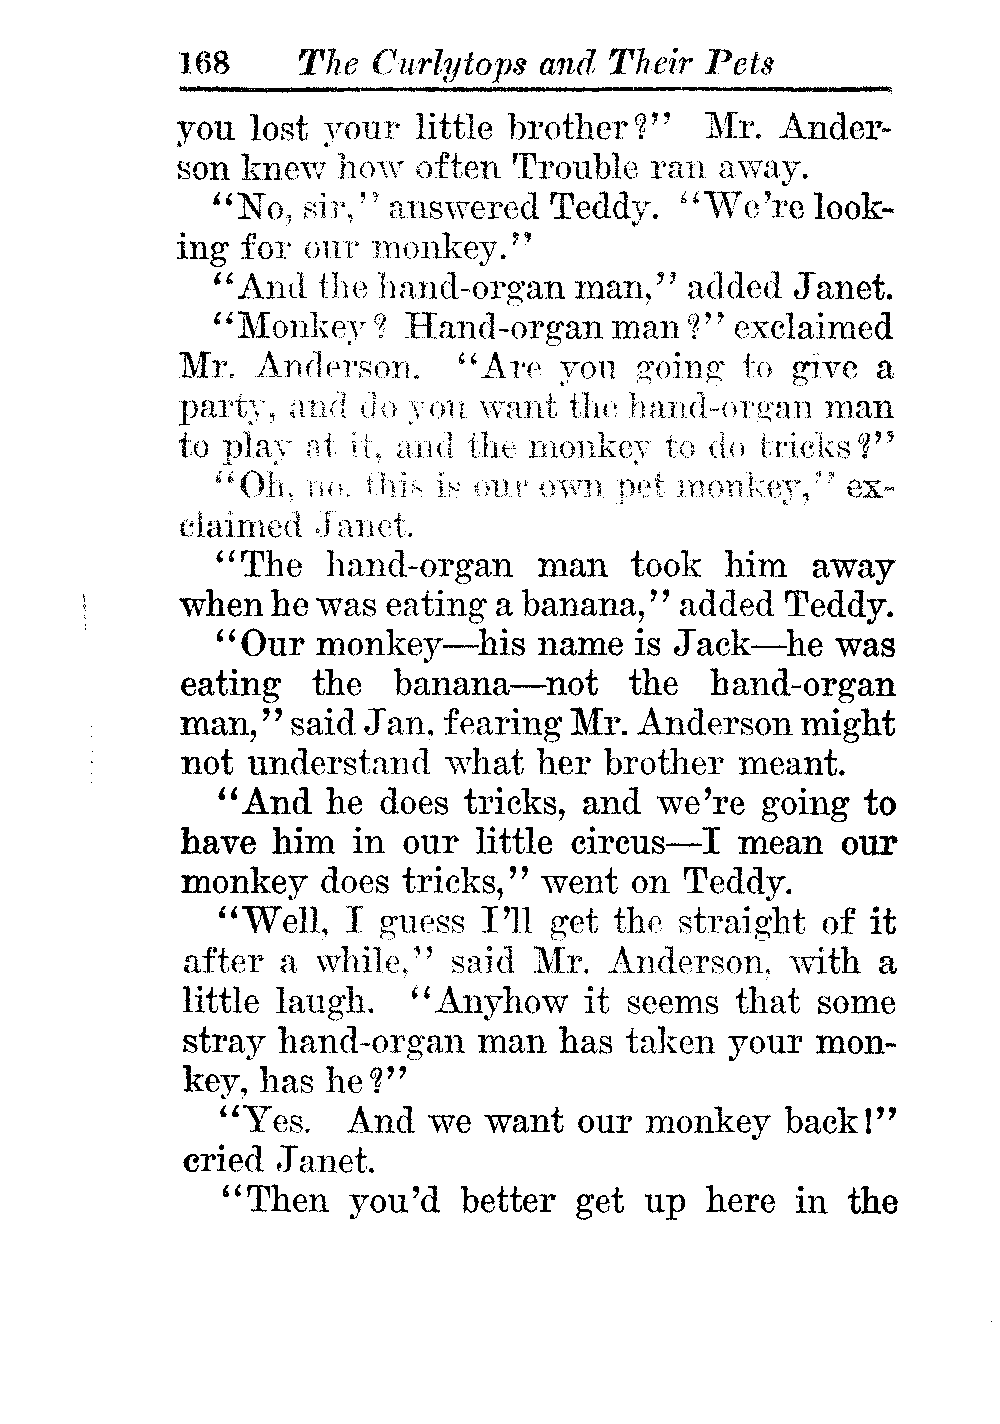 168 The Curlytops and Their Pets
you lost your little brother?" Mr. Ander-
son knew how often Trouble ran away.
"No, sir," answered Teddy. "We're look-
ing for our monkey."
"And the hand-organ man," added Janet.
"Monkey? Hand-organ man?" exclaimed
Mr. Anderson. "Are you going to give a
party, and do you want the hand-organ man
to play at it, and the monkey to do tricks?"
"Oh, no, this is our own pet monkey," ex-
claimed Janet.
"The hand-organ man took him away
when he was eating a banana," added Teddy.
"Our monkey—his name is Jack—he was
eating the banana—not the hand-organ
man," said Jan, fearing Mr. Anderson might
not understand what her brother meant.
"And he does tricks, and we're going to
have him in our little circus—I mean our
monkey does tricks," went on Teddy.
"Well, I guess I'll get the straight of it
after a while," said Mr. Anderson, with a
little laugh. "Anyhow it seems that some
stray hand-organ man has taken your mon-
key, has he?"
"Yes. And we want our monkey back!"
cried Janet.
"Then you'd better get up here in the